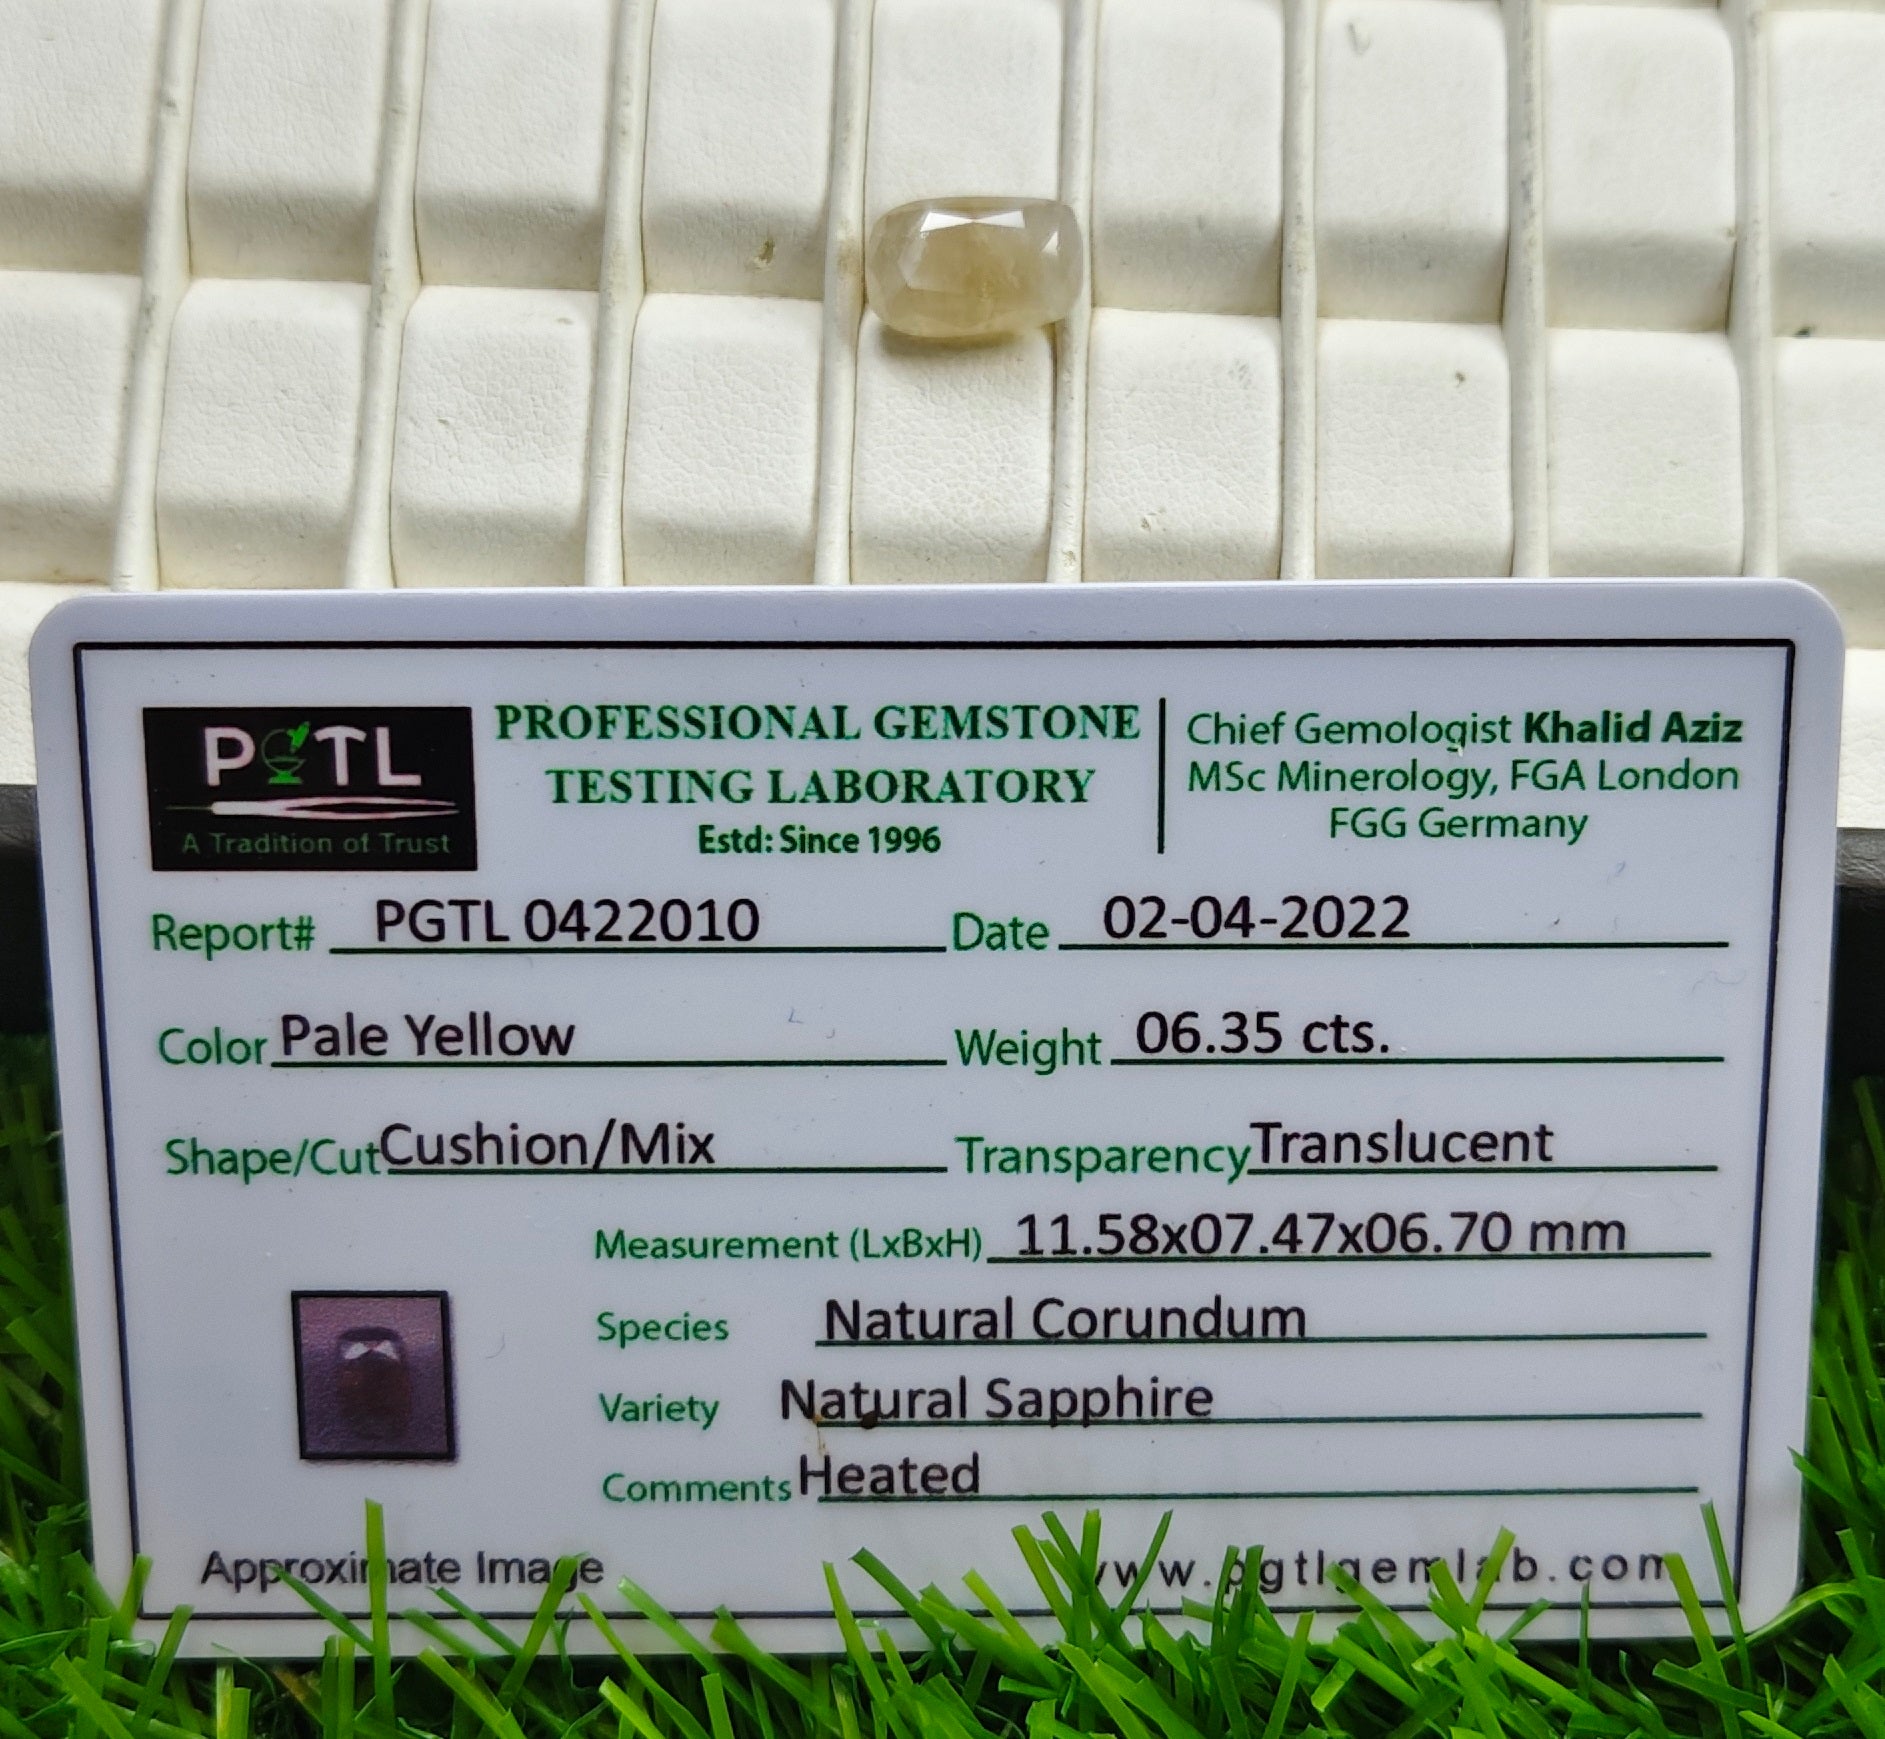 PGTL
A Tradition of Trust
PROFESSIONAL GEMSTONE
TESTING LABORATORY
Estd: Since 1996
Chief Gemologist Khalid Aziz
MSc Minerology, FGA London
FGG Germany
Report# PGTL 0422010 Date 02-04-2022
Color Pale Yellow Weight 06.35 cts.
Shape/Cut Cushion/Mix Transparency Translucent
Measurement (LxBxH) 11.58x07.47x06.70 mm
Species Natural Corundum
Variety Natural Sapphire
Comments Heated
Approximate Image www.pgtlgemlab.com